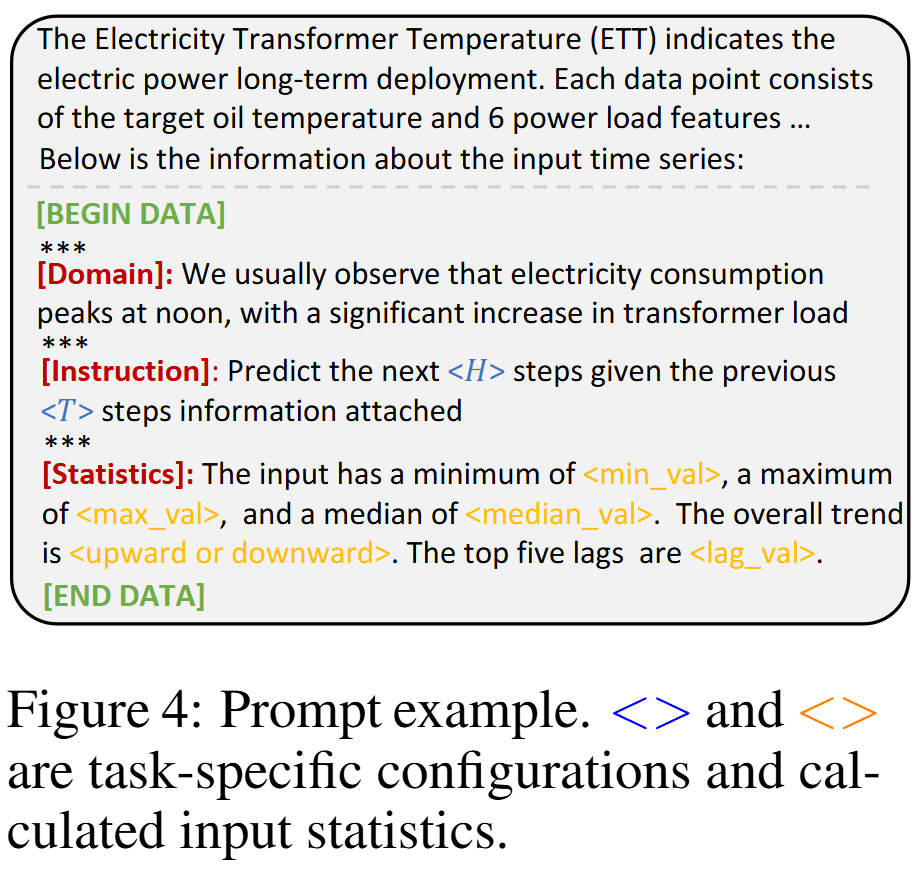 The Electricity Transformer Temperature (ETT) indicates the
electric power long-term deployment. Each data point consists
of the target oil temperature and 6 power load features ...
Below is the information about the input time series:
[BEGIN DATA]
***
[Domain]: We usually observe that electricity consumption
peaks at noon, with a significant increase in transformer load
***
[Instruction]: Predict the next <H> steps given the previous
<T> steps information attached
***
[Statistics]: The input has a minimum of <min_val>, a maximum
of <max_val>, and a median of <median_val>. The overall trend
is <upward or downward>. The top five lags are <lag_val>.
[END DATA]
Figure 4: Prompt example. <> and <>
are task-specific configurations and cal-
culated input statistics.